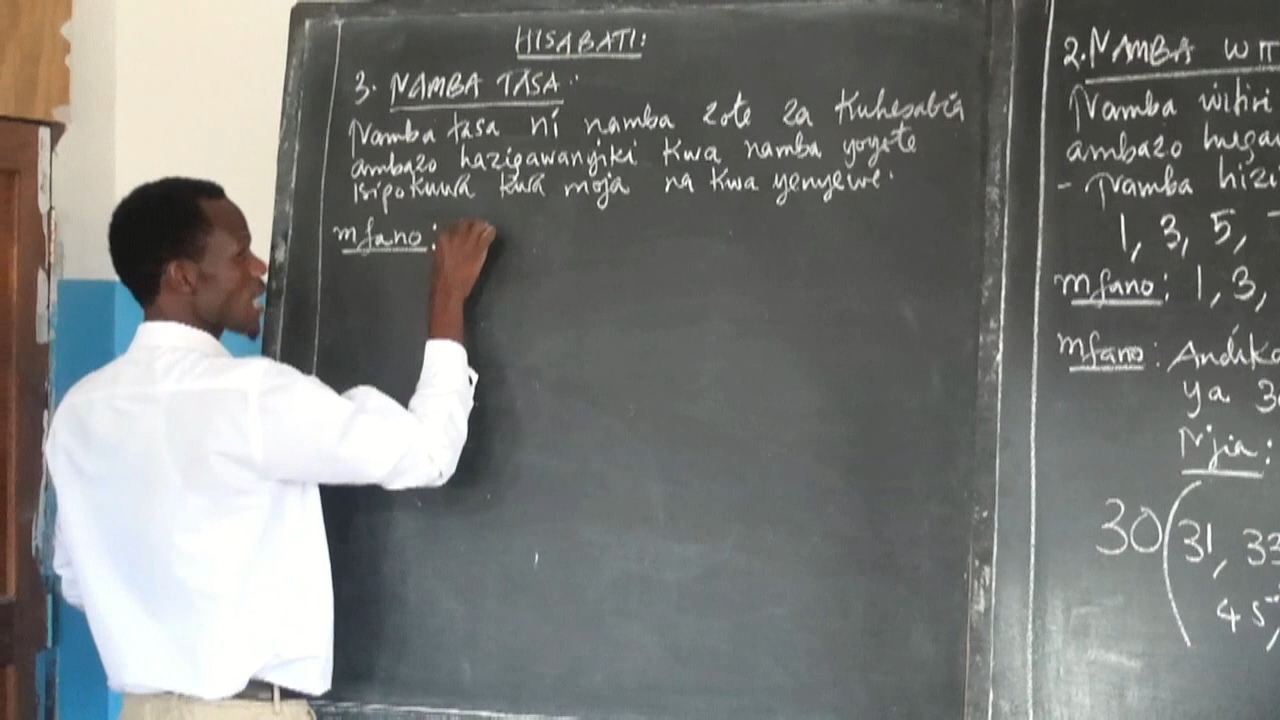 HISABATI:
3. NAMBA TASA:
Namba tasa ni namba zote za kuhesabia
ambazo hazigawanyiki kwa namba yoyote
isipokuwa kwa moja na kwa yenyewe.
mfano:
2. NAMBA WIT
Namba witiri
ambazo huga
- Namba hizi
1, 3, 5,
mfano: 1, 3,
mfano: Andika
ya 3
Njia:
30 ( 31, 33
45,